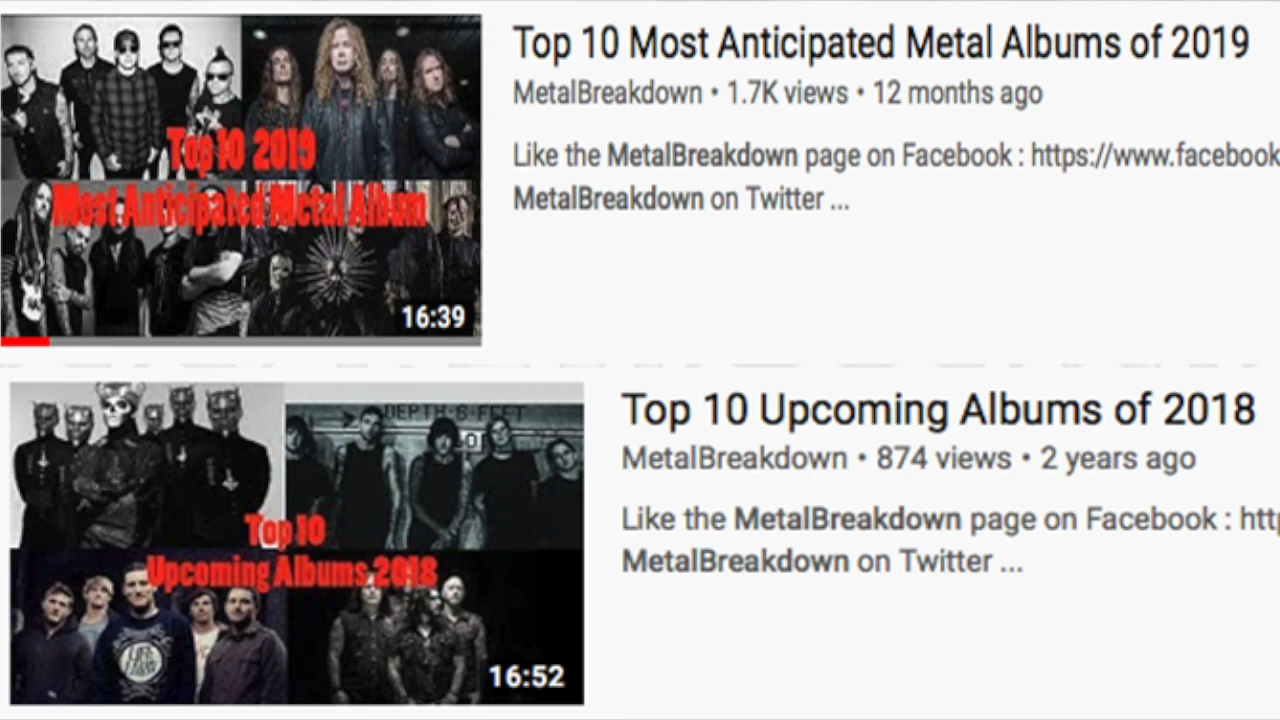 Top 10 2019
Most Anticipated Metal Album
16:39
Top 10 Most Anticipated Metal Albums of 2019
MetalBreakdown • 1.7K views • 12 months ago
Like the MetalBreakdown page on Facebook : https://www.facebook
MetalBreakdown on Twitter ...
DEPTH 6 FEET
Top 10
Upcoming Albums 2018
16:52
Top 10 Upcoming Albums of 2018
MetalBreakdown • 874 views • 2 years ago
Like the MetalBreakdown page on Facebook : http
MetalBreakdown on Twitter ...